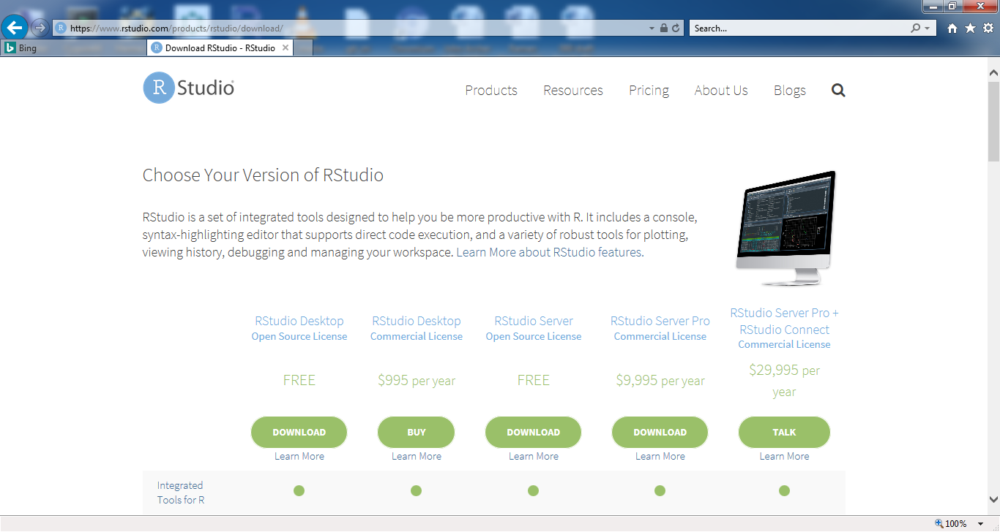 https://www.rstudio.com/products/rstudio/download/
Search...
Bing
Download RStudio - RStudio
R Studio®
Products Resources Pricing About Us Blogs
Choose Your Version of RStudio
RStudio is a set of integrated tools designed to help you be more productive with R. It includes a console,
syntax-highlighting editor that supports direct code execution, and a variety of robust tools for plotting,
viewing history, debugging and managing your workspace. Learn More about RStudio features.
RStudio Desktop
Open Source License
FREE
DOWNLOAD
Learn More
RStudio Desktop
Commercial License
$995 per year
BUY
Learn More
RStudio Server
Open Source License
FREE
DOWNLOAD
Learn More
RStudio Server Pro
Commercial License
$9,995 per year
DOWNLOAD
Learn More
RStudio Server Pro +
RStudio Connect
Commercial License
$29,995 per
year
TALK
Learn More
Integrated
Tools for R
100%